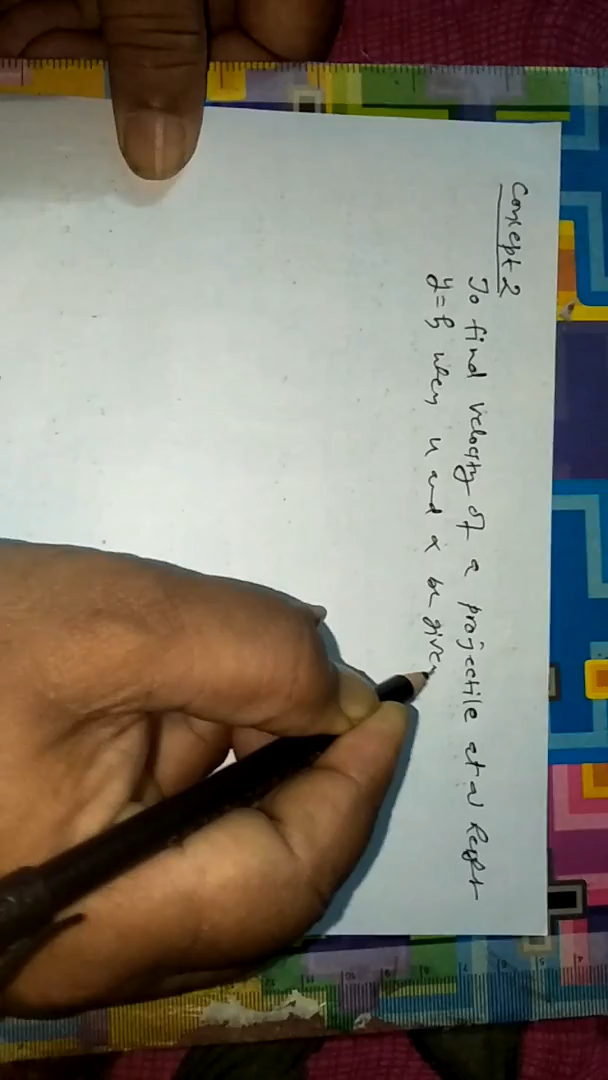 Concept 2
To find velocity of a projectile at a height
y = h when u and α be given